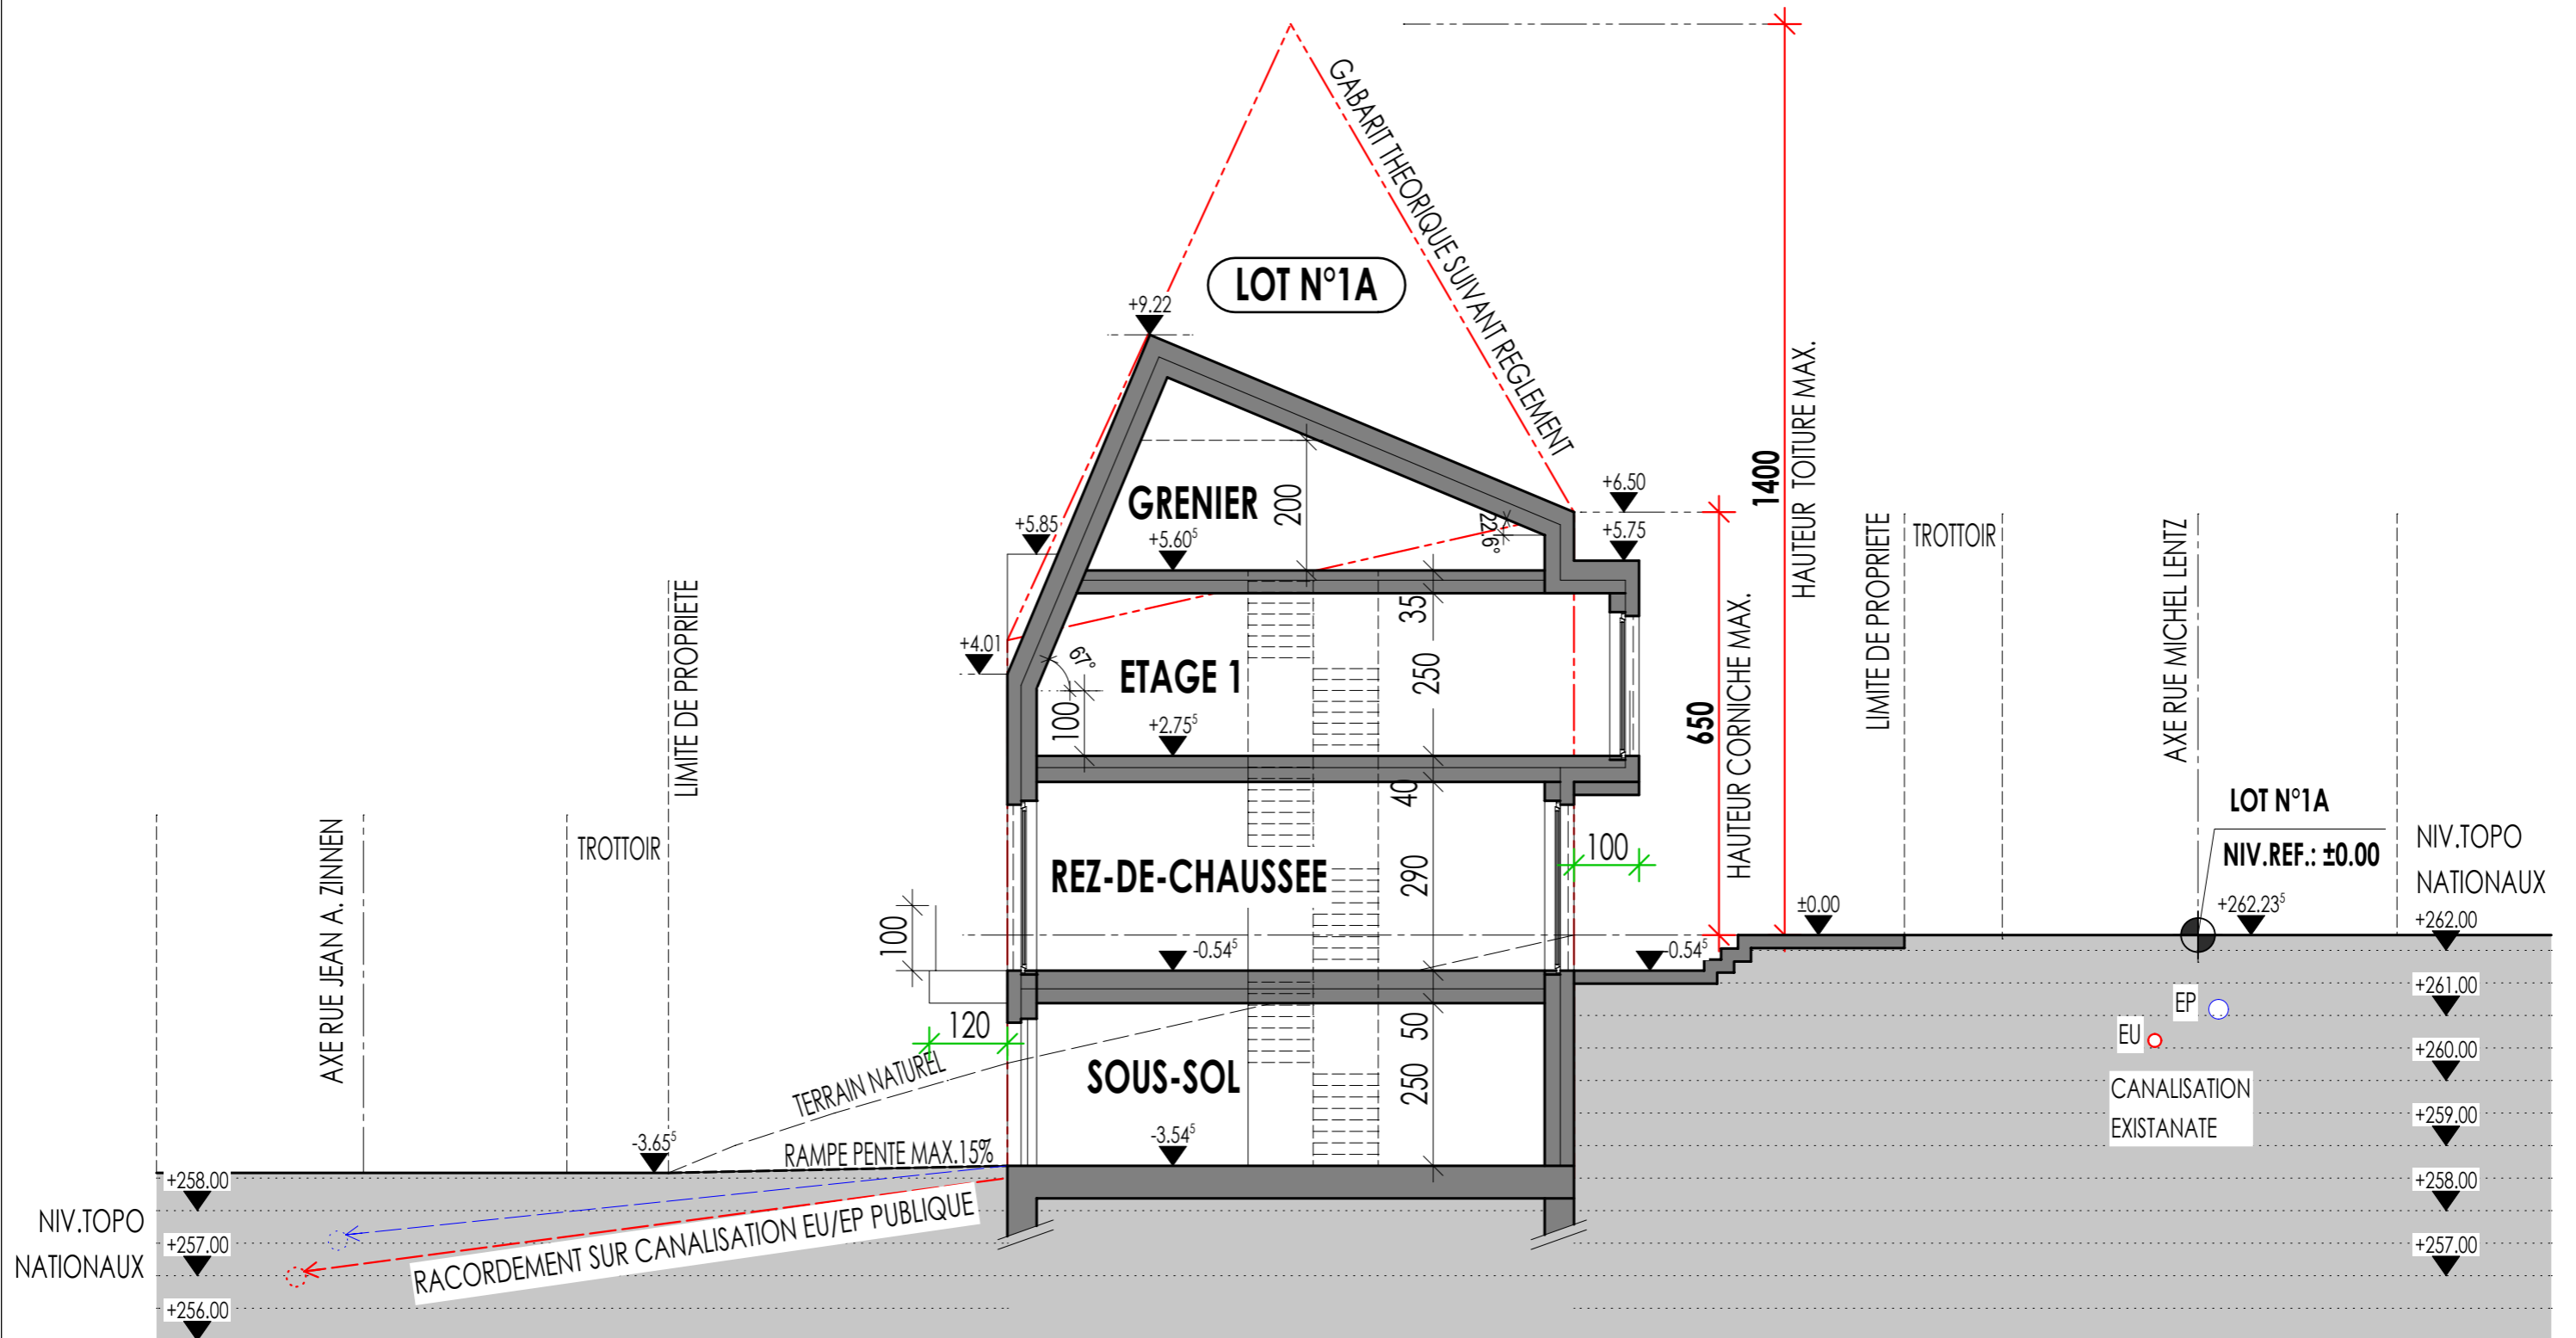 GABARIT THEORIQUE SUIVANT REGLEMENT
LOT N°1A
+9.22
1400
HAUTEUR TOITURE MAX.
GRENIER
200
+5.60⁵
22.6°
+6.50
+5.75
+5.85
+4.01
67°
100
ETAGE 1
+2.75⁵
35
250
40
650
HAUTEUR CORNICHE MAX.
REZ-DE-CHAUSSEE
290
100
100
-0.54⁵
-0.54⁵
±0.00
120
50
SOUS-SOL
250
-3.54⁵
AXE RUE JEAN A. ZINNEN
TROTTOIR
LIMITE DE PROPRIETE
TERRAIN NATUREL
-3.65⁵
RAMPE PENTE MAX.15%
RACORDEMENT SUR CANALISATION EU/EP PUBLIQUE
NIV.TOPO
NATIONAUX
+258.00
+257.00
+256.00
LIMITE DE PROPRIETE
TROTTOIR
AXE RUE MICHEL LENTZ
LOT N°1A
NIV.REF.: ±0.00
+262.23⁵
NIV.TOPO
NATIONAUX
+262.00
+261.00
+260.00
+259.00
+258.00
+257.00
EP
EU
CANALISATION
EXISTANATE